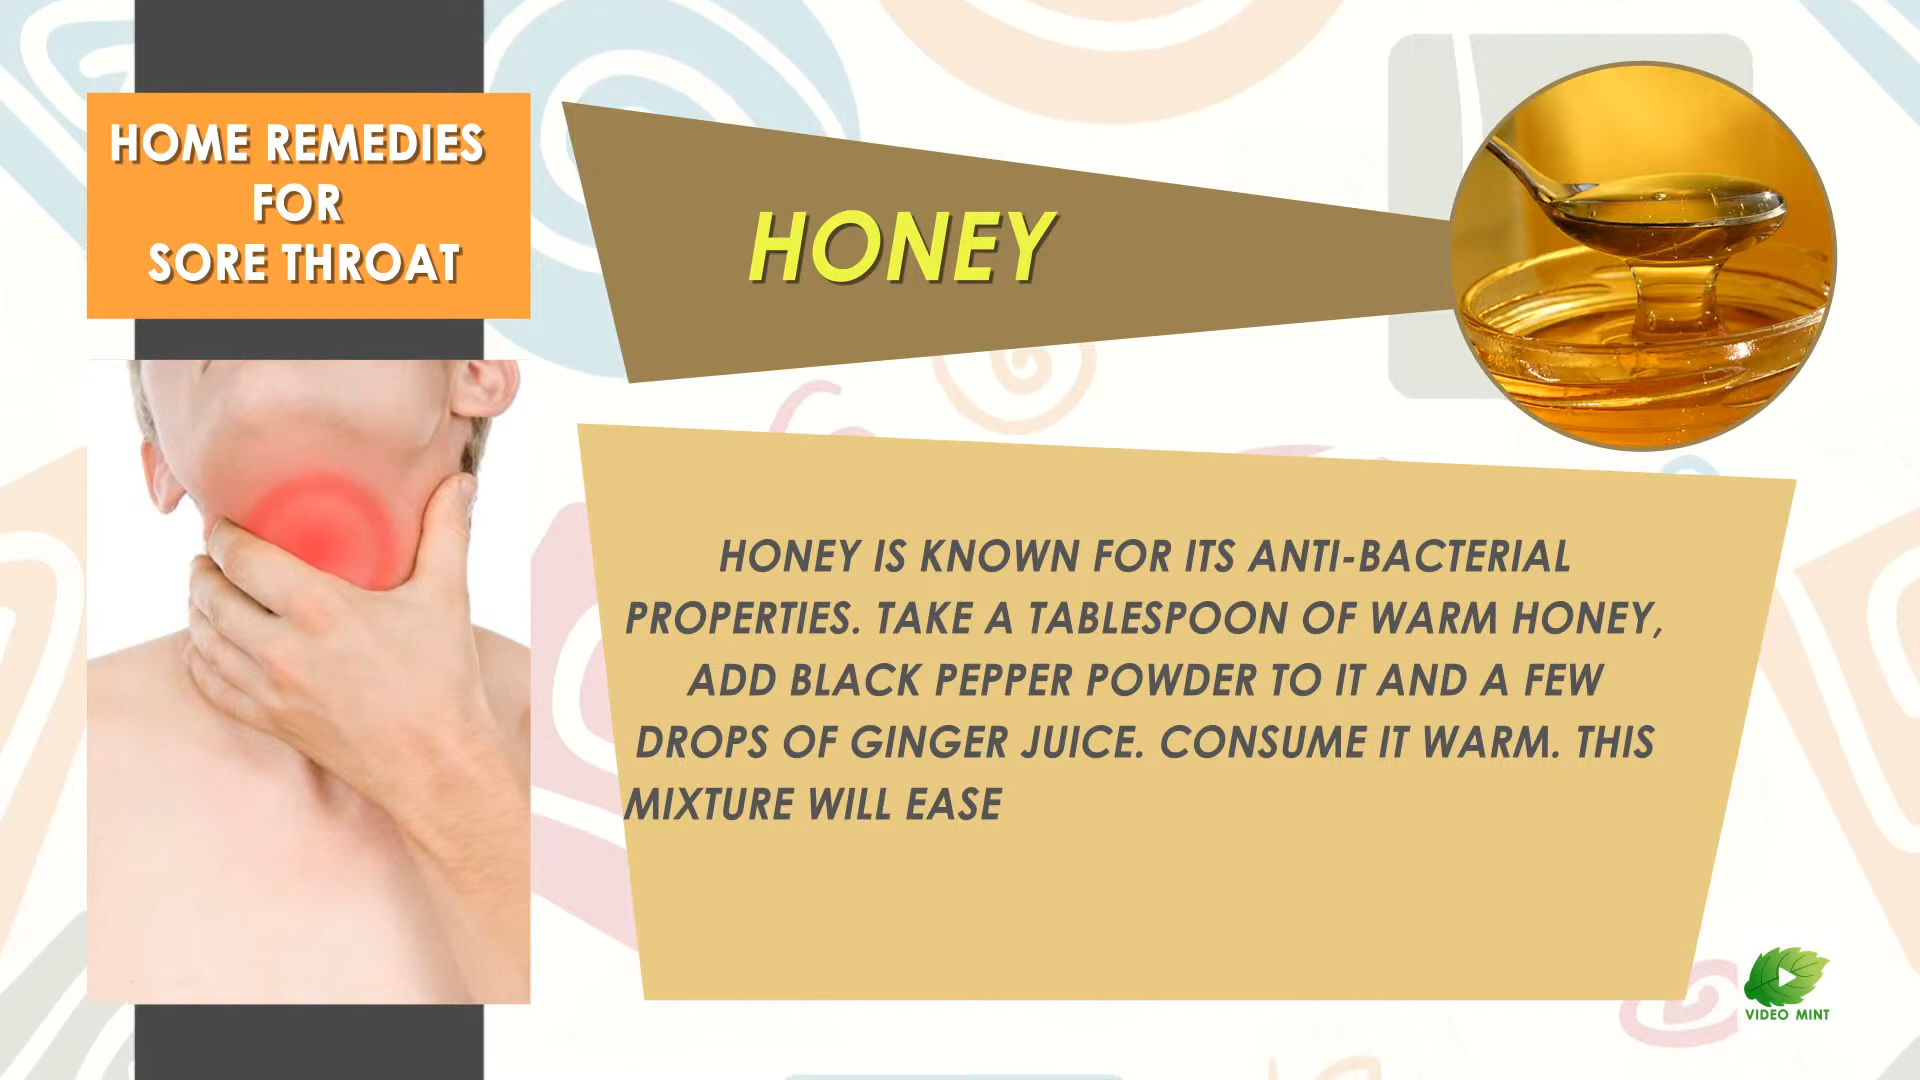 HOME REMEDIES
FOR
SORE THROAT
HONEY
HONEY IS KNOWN FOR ITS ANTI-BACTERIAL
PROPERTIES. TAKE A TABLESPOON OF WARM HONEY,
ADD BLACK PEPPER POWDER TO IT AND A FEW
DROPS OF GINGER JUICE. CONSUME IT WARM. THIS
MIXTURE WILL EASE
VIDEO MINT